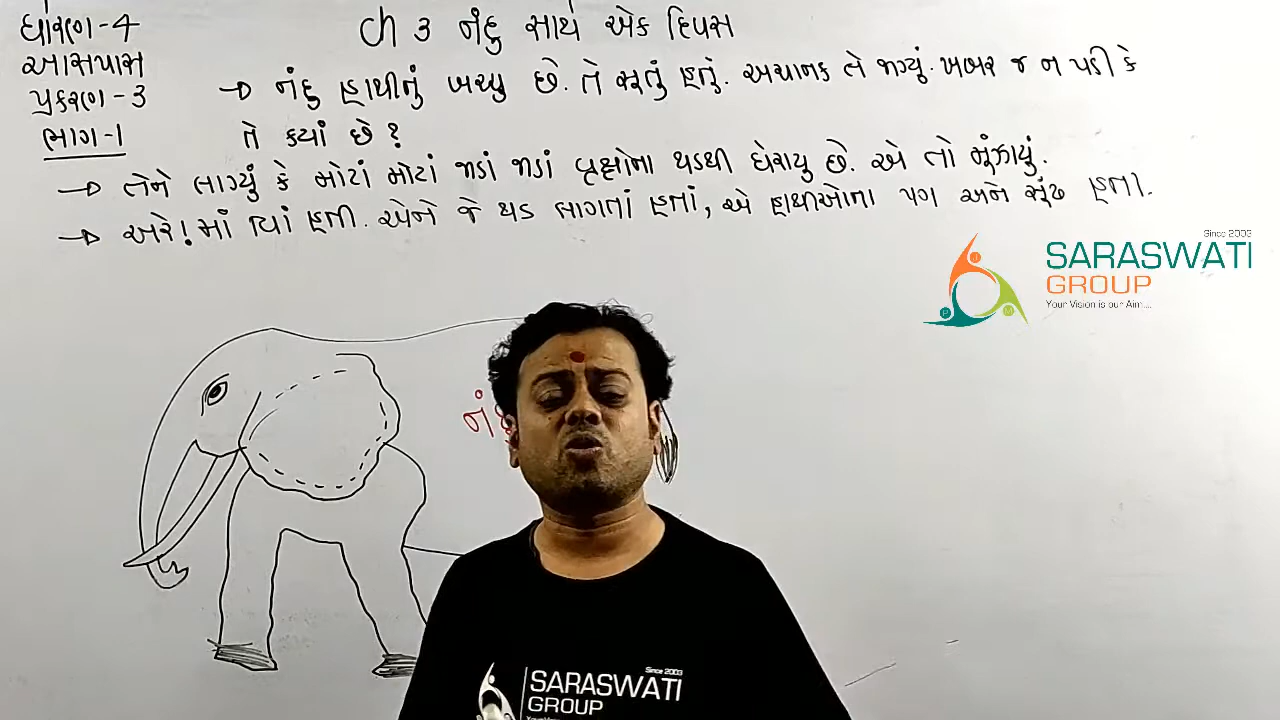 ધોરણ-4
આસપાસ
પ્રકરણ-3
ભાગ-1
ch 3 નંદુ સાથે એક દિવસ
→ નંદુ હાથીનું બચ્ચુ છે. તે સૂતું હતું. અચાનક તે જાગ્યું. ખબર જ ન પડી કે
તે ક્યાં છે?
→ તેને લાગ્યું કે મોટાં મોટાં જાડાં જાડાં વૃક્ષોના થડથી ઘેરાયુ છે. એ તો મૂંઝાયું.
→ અરે! માં ત્યાં હતી. એને જે થડ લાગતાં હતાં, એ હાથીઓના પગ અને સૂંઢ હતા.
Since 2003
SARASWATI
GROUP
Your Vision is our Aim....
Since 2003
SARASWATI
GROUP